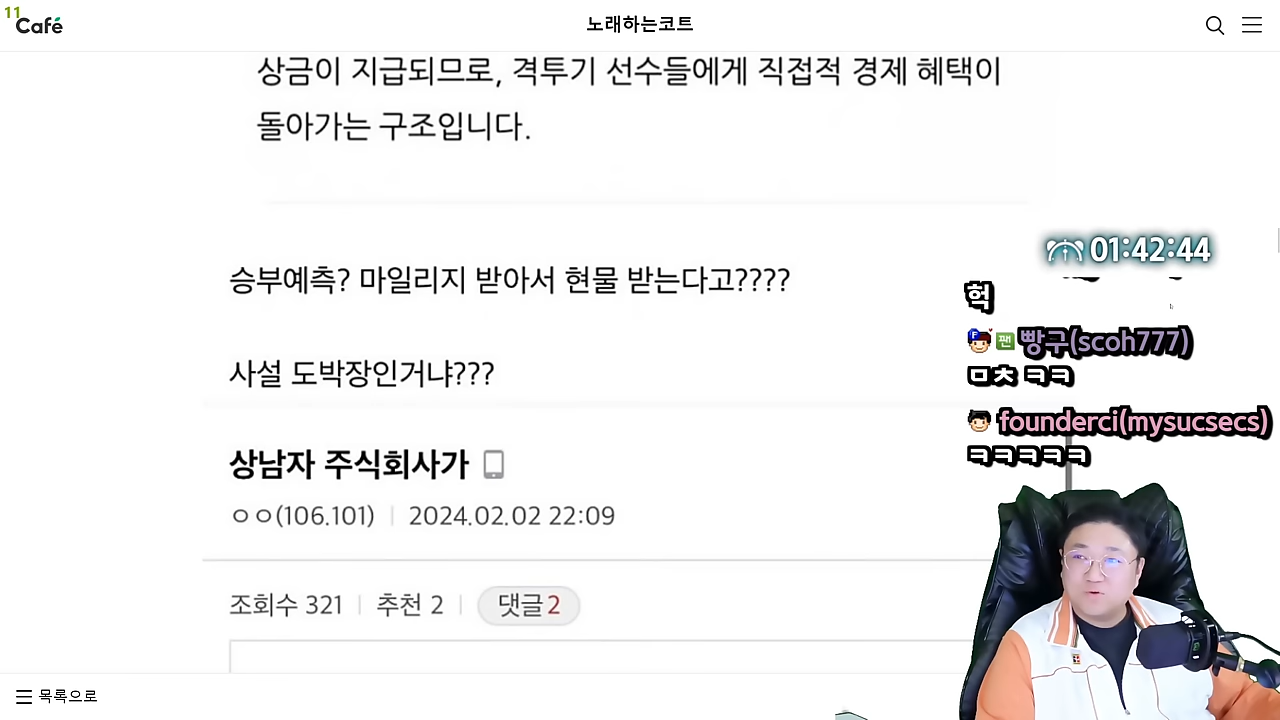 11
Café
노래하는코트
상금이 지급되므로, 격투기 선수들에게 직접적 경제 혜택이
돌아가는 구조입니다.
승부예측? 마일리지 받아서 현물 받는다고????
사설 도박장인거냐???
상남자 주식회사가
ㅇㅇ(106.101) | 2024.02.02 22:09
조회수 321 | 추천 2 | 댓글 2
목록으로
01:42:44
헉
F 팬 빵구(scoh777)
ㅁㅊ ㅋㅋ
founderci(mysucsecs)
ㅋㅋㅋㅋㅋ